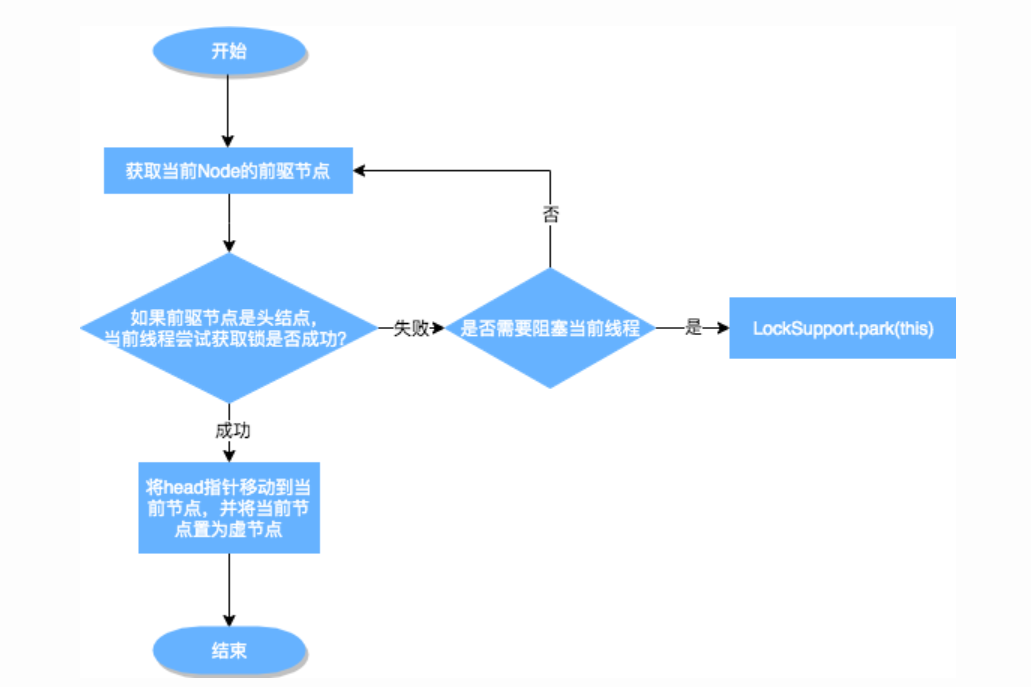 开始
获取当前Node的前驱节点
否
如果前驱节点是头结点，
当前线程尝试获取锁是否成功？
失败
是否需要阻塞当前线程
是
LockSupport.park(this)
成功
将head指针移动到当
前节点，并将当前节
点置为虚节点
结束